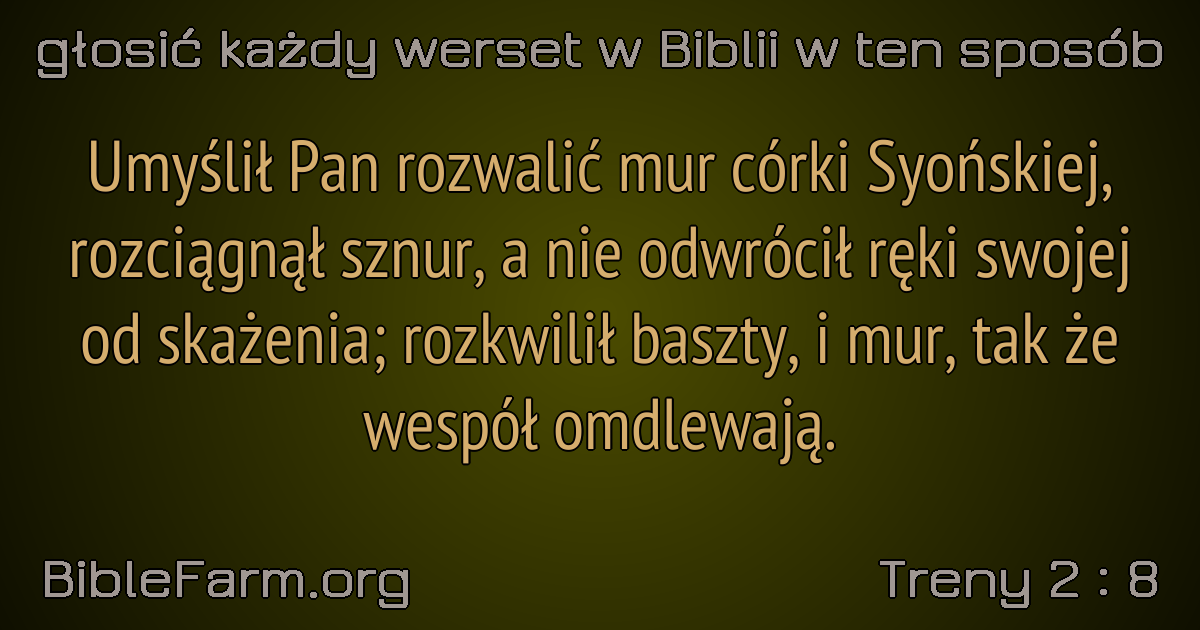 głosić każdy werset w Biblii w ten sposób
Umyślił Pan rozwalić mur córki Syońskiej,
rozciągnął sznur, a nie odwrócił ręki swojej
od skażenia; rozkwilił baszty, i mur, tak że
wespół omdlewają.
BibleFarm.org
Treny 2 : 8